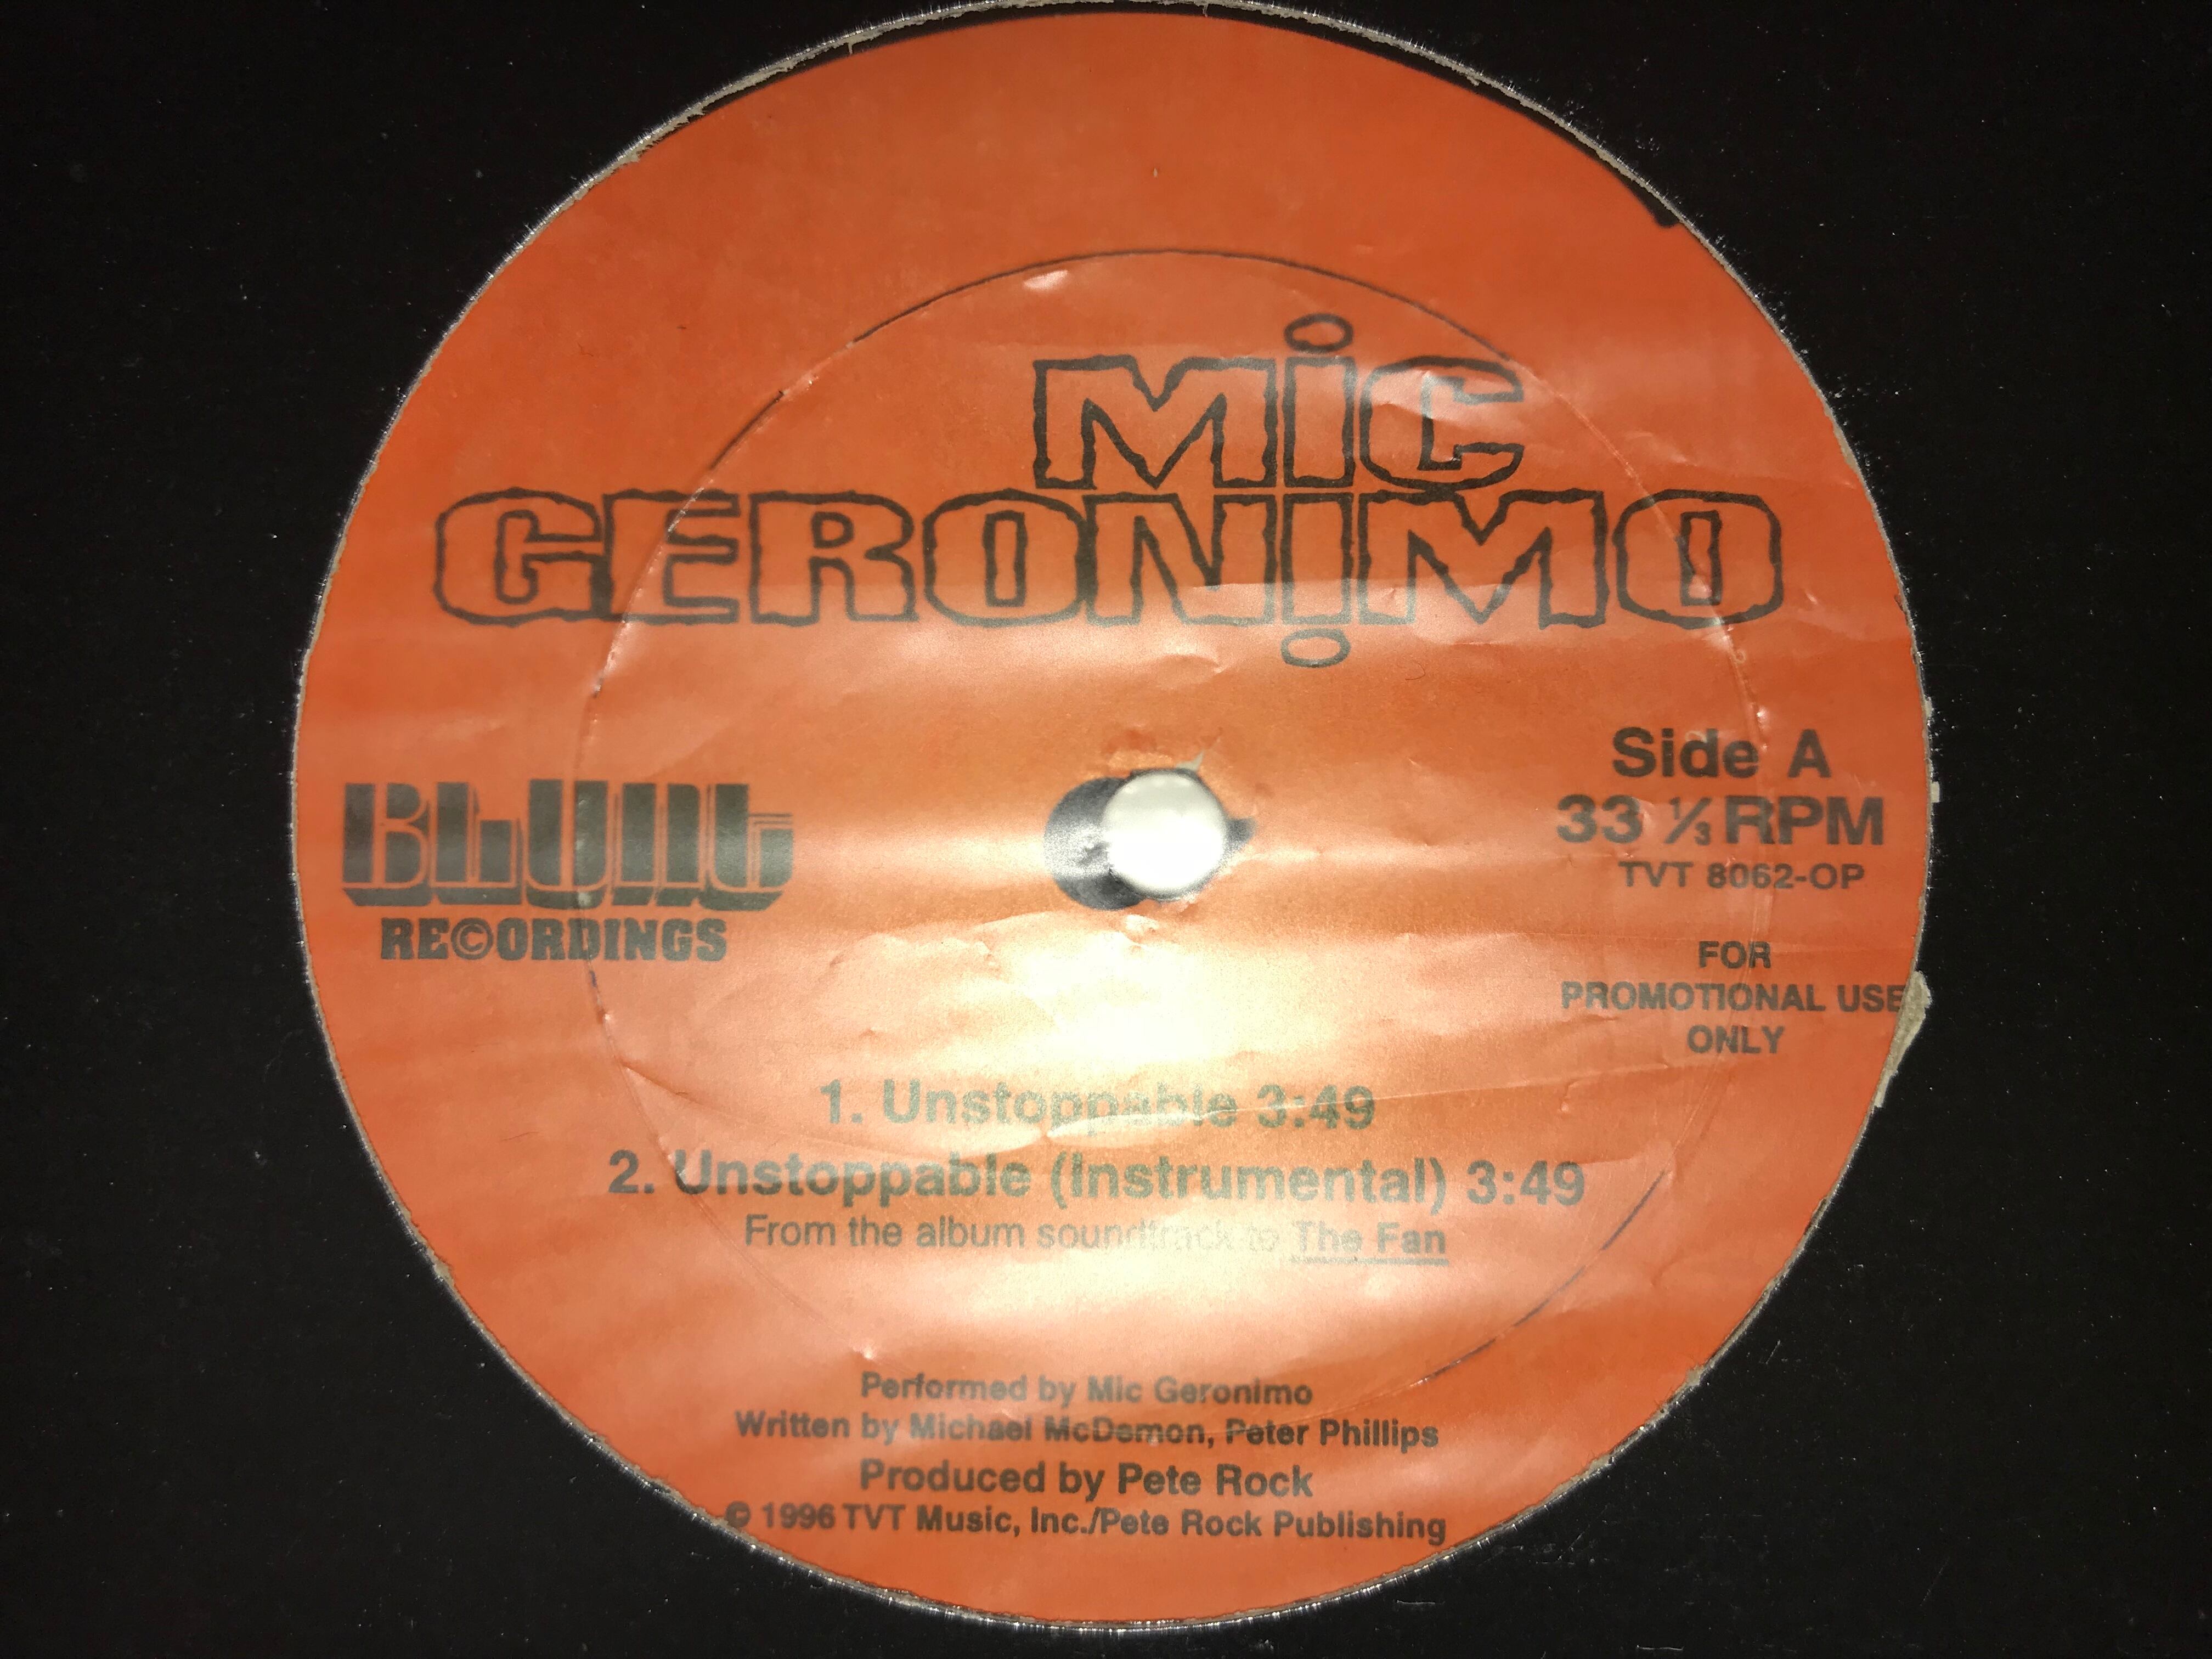 MiC
GERONiMO
BLUNT
RE©ORDINGS
Side A
33 ⅓ RPM
TVT 8062-OP
FOR
PROMOTIONAL USE
ONLY
1. Unstoppable 3:49
2. Unstoppable (Instrumental) 3:49
From the album soundtrack to The Fan
Performed by Mic Geronimo
Written by Michael McDemon, Peter Phillips
Produced by Pete Rock
© 1996 TVT Music, Inc./Pete Rock Publishing